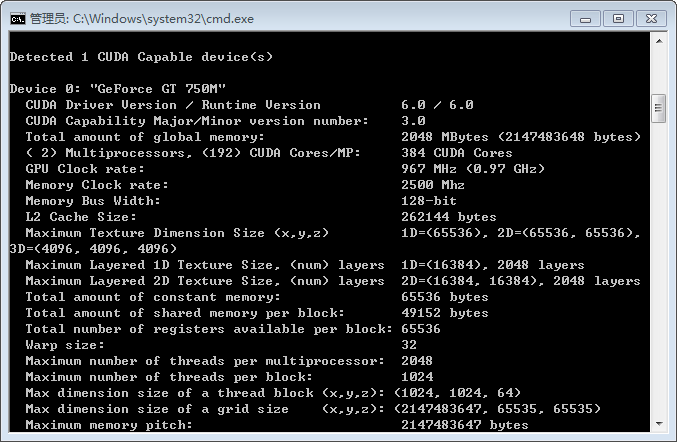 管理员: C:\Windows\system32\cmd.exe
Detected 1 CUDA Capable device(s)
Device 0: "GeForce GT 750M"
  CUDA Driver Version / Runtime Version          6.0 / 6.0
  CUDA Capability Major/Minor version number:    3.0
  Total amount of global memory:                 2048 MBytes (2147483648 bytes)
  ( 2) Multiprocessors, (192) CUDA Cores/MP:     384 CUDA Cores
  GPU Clock rate:                                967 MHz (0.97 GHz)
  Memory Clock rate:                             2500 Mhz
  Memory Bus Width:                              128-bit
  L2 Cache Size:                                 262144 bytes
  Maximum Texture Dimension Size (x,y,z)         1D=(65536), 2D=(65536, 65536),
3D=(4096, 4096, 4096)
  Maximum Layered 1D Texture Size, (num) layers  1D=(16384), 2048 layers
  Maximum Layered 2D Texture Size, (num) layers  2D=(16384, 16384), 2048 layers
  Total amount of constant memory:               65536 bytes
  Total amount of shared memory per block:       49152 bytes
  Total number of registers available per block: 65536
  Warp size:                                     32
  Maximum number of threads per multiprocessor:  2048
  Maximum number of threads per block:           1024
  Max dimension size of a thread block (x,y,z): (1024, 1024, 64)
  Max dimension size of a grid size    (x,y,z): (2147483647, 65535, 65535)
  Maximum memory pitch:                          2147483647 bytes